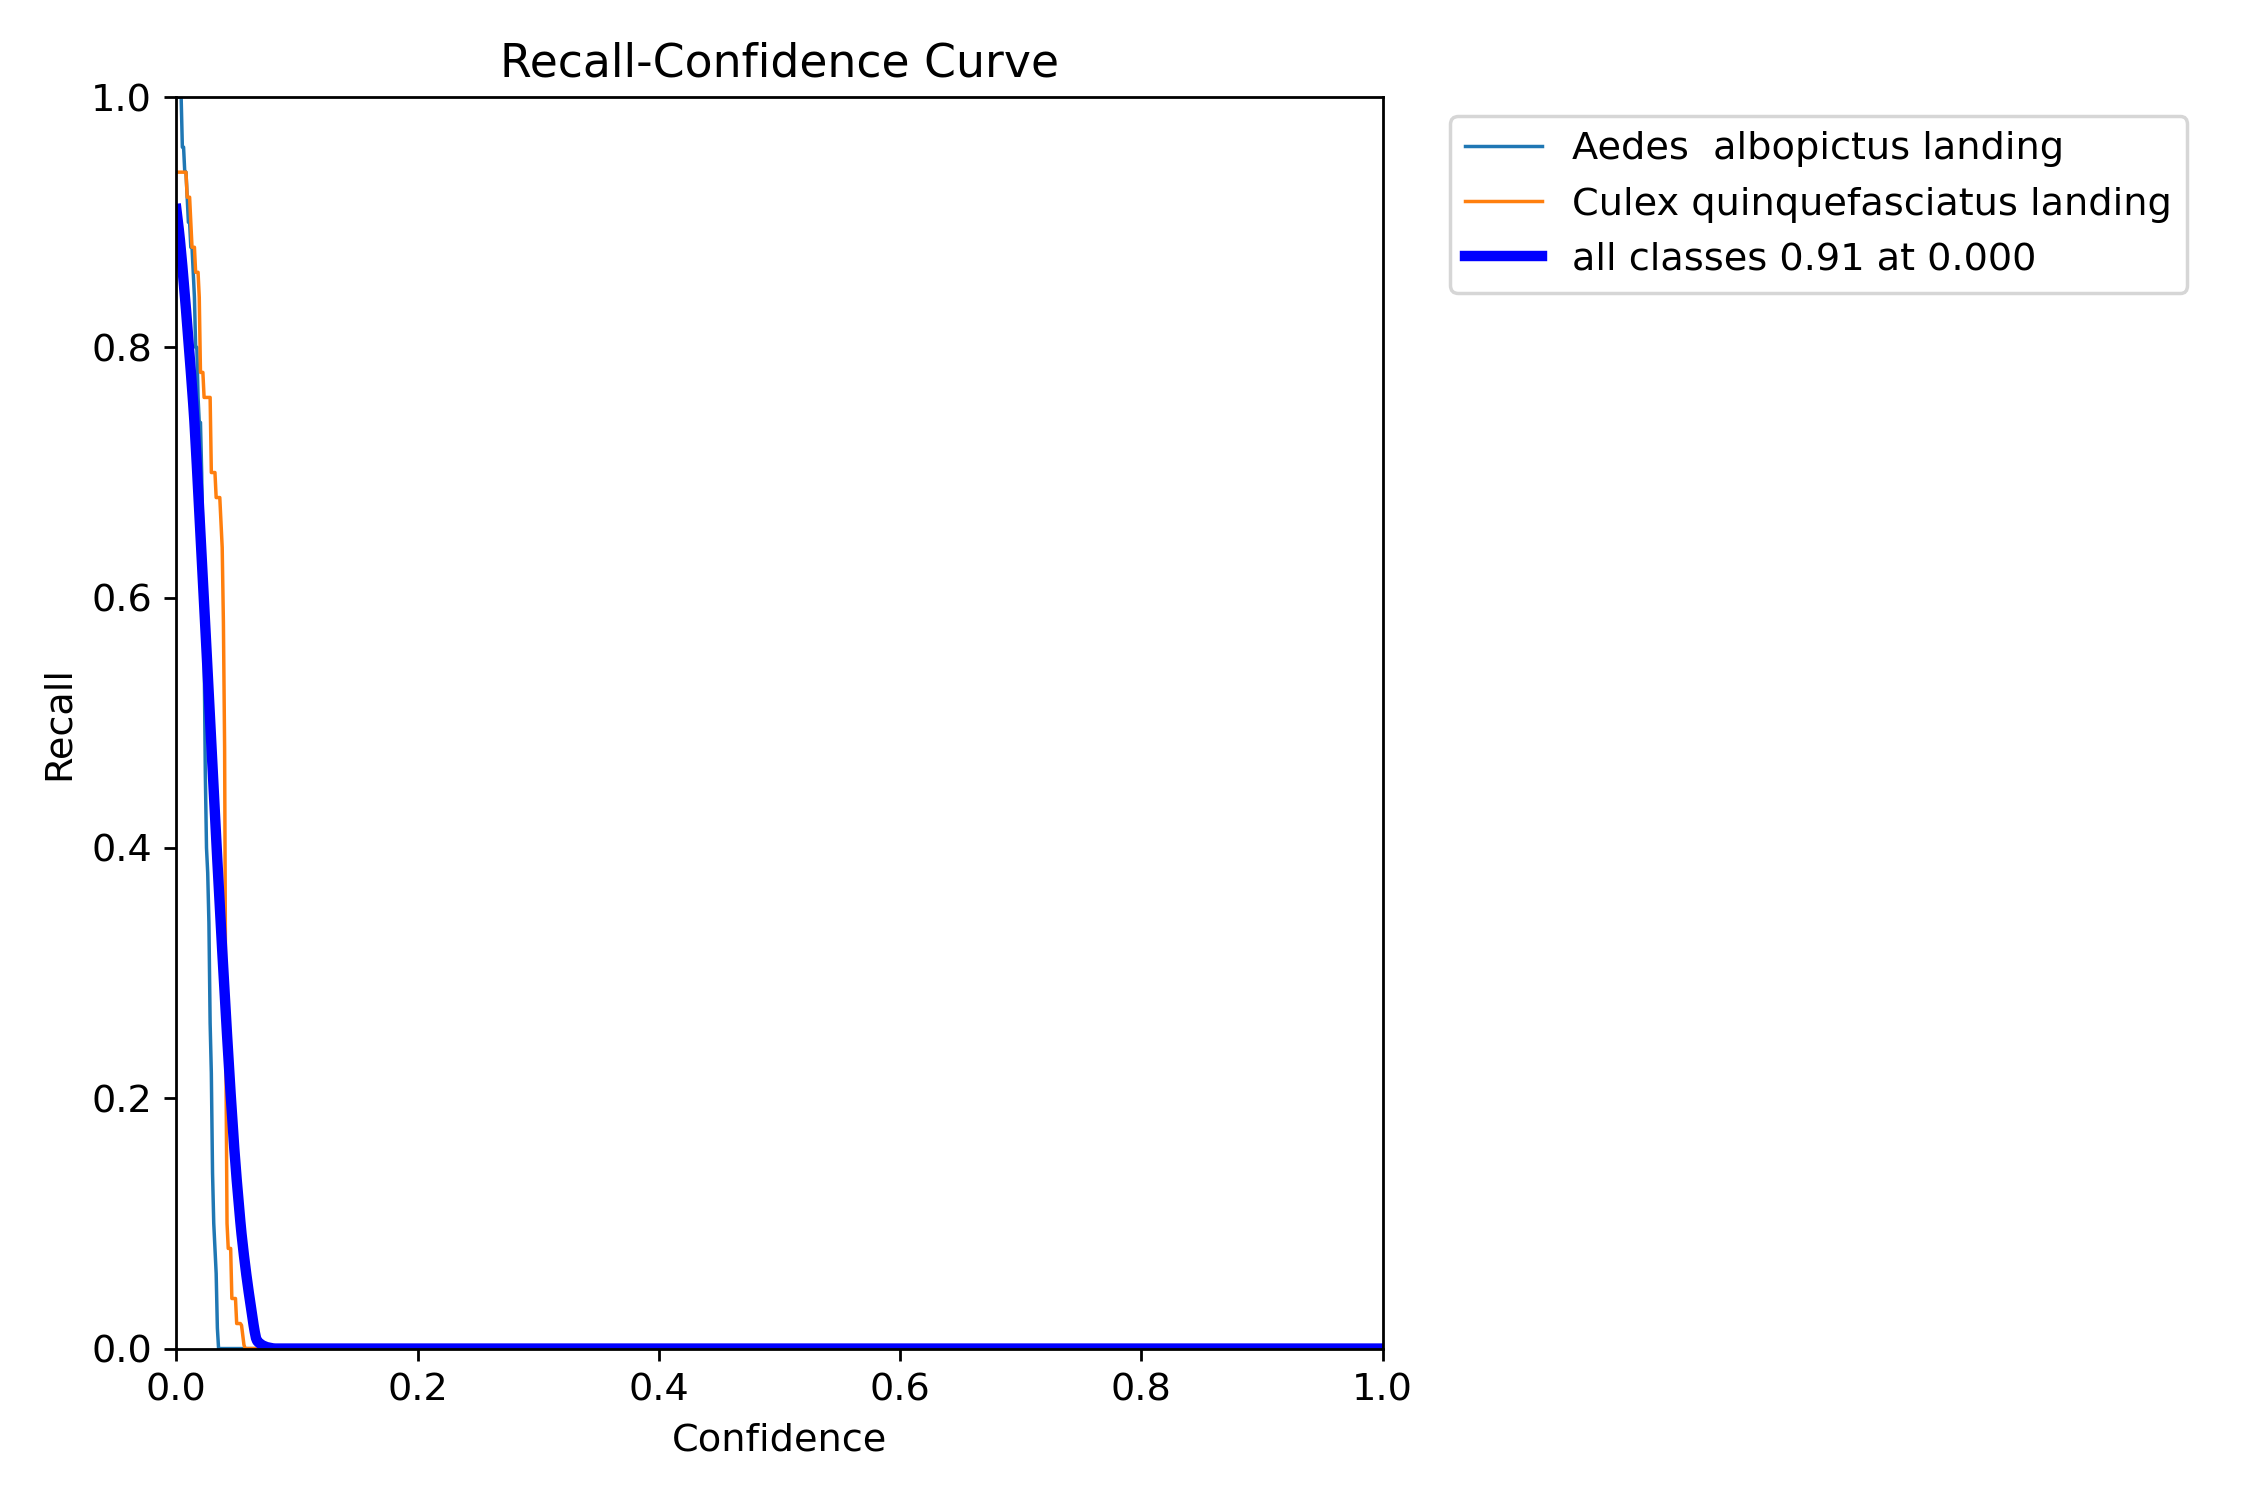 Recall-Confidence Curve
1.0
0.8
0.6
0.4
0.2
0.0
Recall
0.0 0.2 0.4 0.6 0.8 1.0
Confidence
Aedes  albopictus landing
Culex quinquefasciatus landing
all classes 0.91 at 0.000